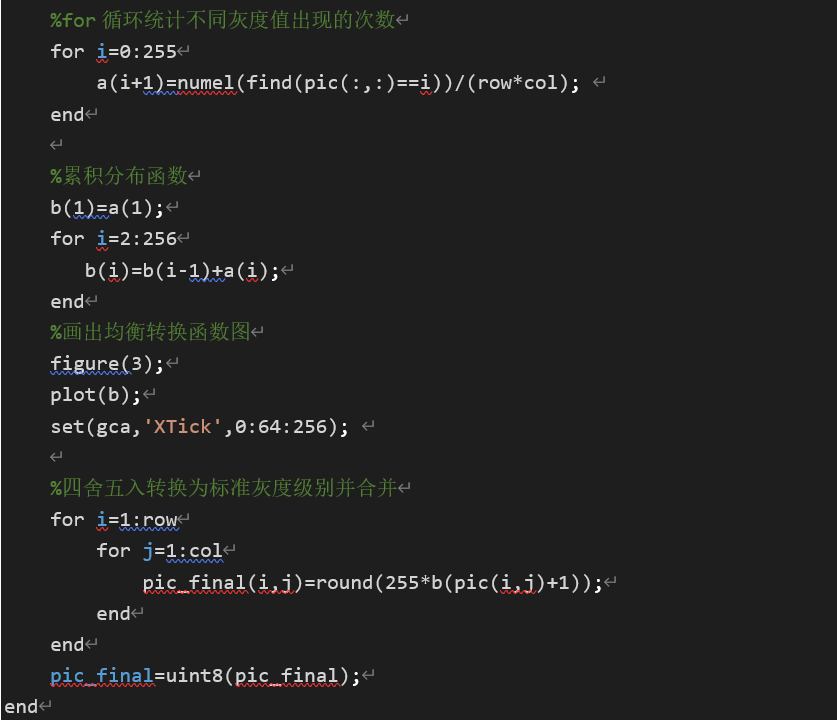 %for 循环统计不同灰度值出现的次数
for i=0:255
a(i+1)=numel(find(pic(:,:)==i))/(row*col);
end
%累积分布函数
b(1)=a(1);
for i=2:256
b(i)=b(i-1)+a(i);
end
%画出均衡转换函数图
figure(3);
plot(b);
set(gca,'XTick',0:64:256);
%四舍五入转换为标准灰度级别并合并
for i=1:row
for j=1:col
pic_final(i,j)=round(255*b(pic(i,j)+1));
end
end
pic_final=uint8(pic_final);
end